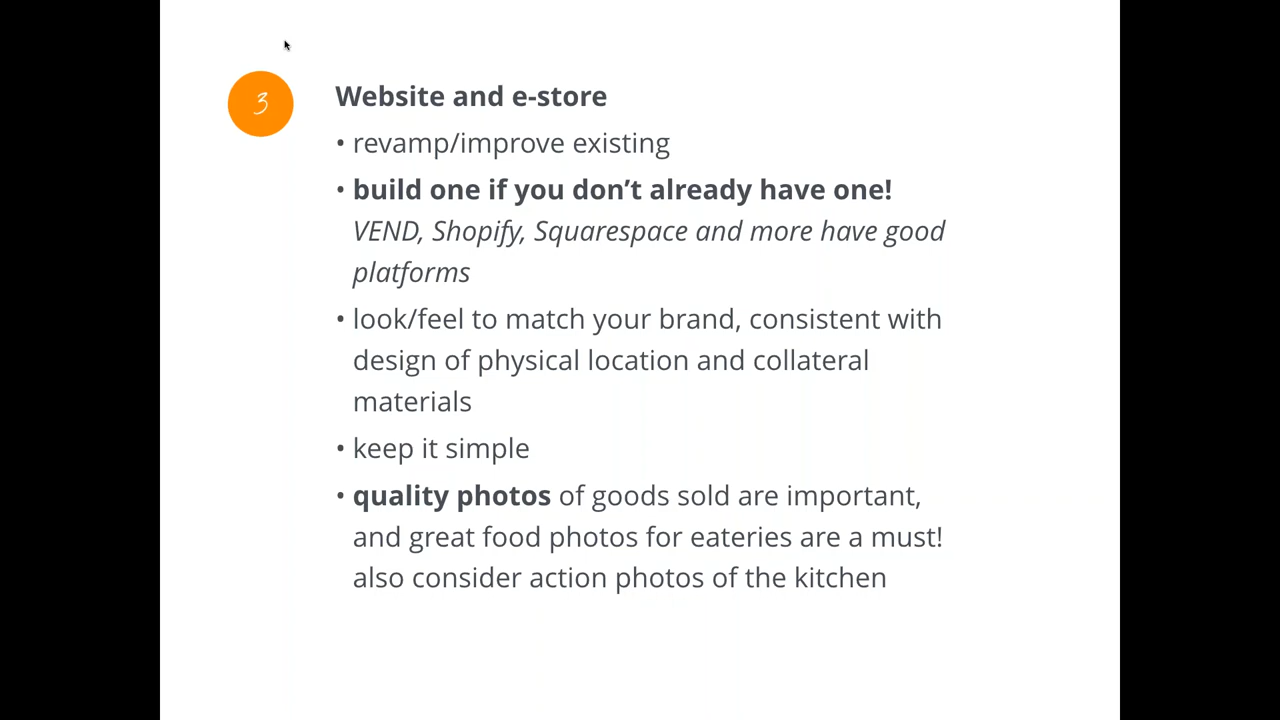 3
Website and e-store
• revamp/improve existing
• build one if you don’t already have one!
VEND, Shopify, Squarespace and more have good
platforms
• look/feel to match your brand, consistent with
design of physical location and collateral
materials
• keep it simple
• quality photos of goods sold are important,
and great food photos for eateries are a must!
also consider action photos of the kitchen